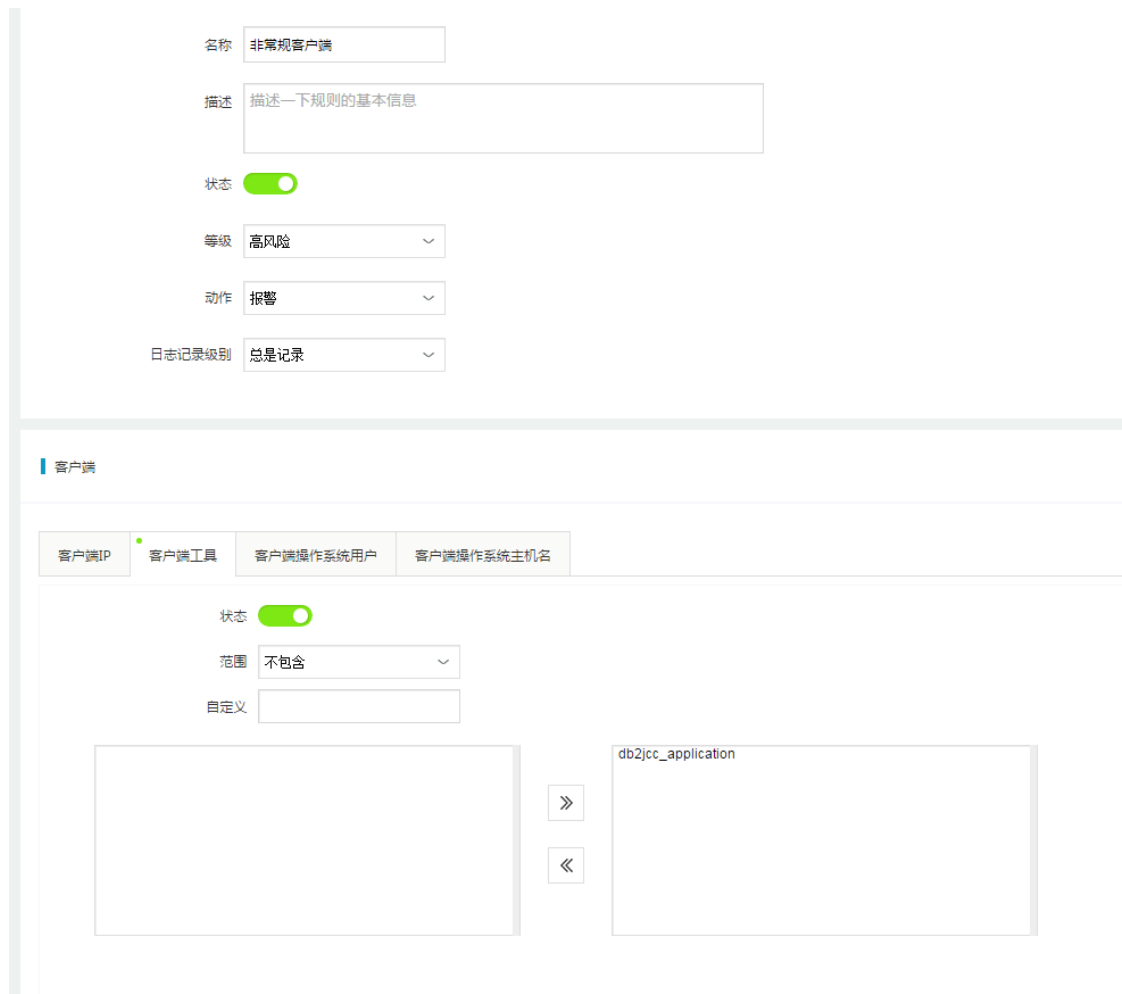 名称 非常规客户端
描述 描述一下规则的基本信息
状态
等级 高风险
动作 报警
日志记录级别 总是记录
客户端
客户端IP 客户端工具 客户端操作系统用户 客户端操作系统主机名
状态
范围 不包含
自定义
db2jcc_application